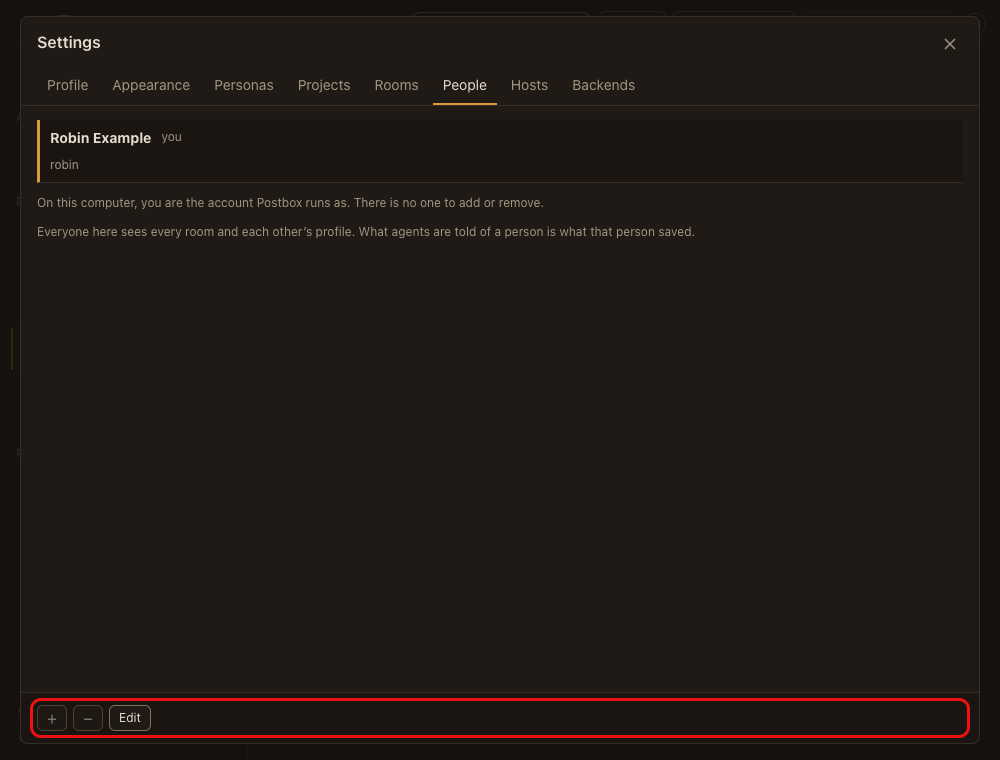 Settings
Profile Appearance Personas Projects Rooms People Hosts Backends
Robin Example you
robin
On this computer, you are the account Postbox runs as. There is no one to add or remove.
Everyone here sees every room and each other’s profile. What agents are told of a person is what that person saved.
+ − Edit